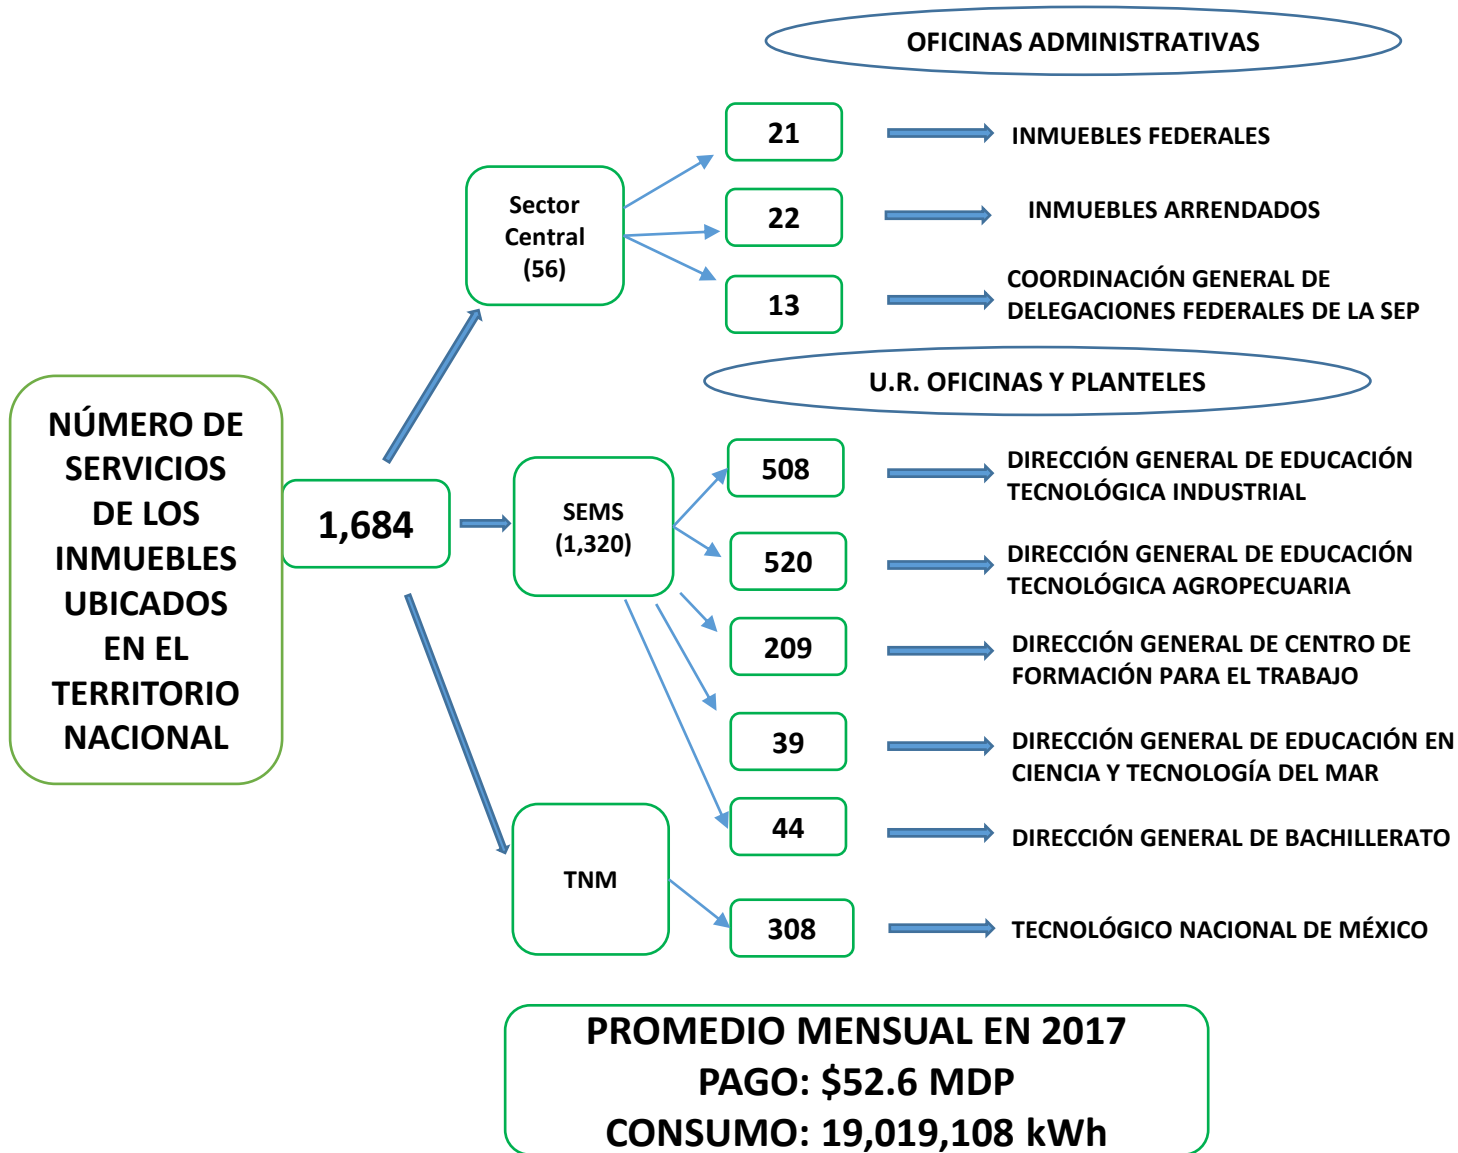 OFICINAS ADMINISTRATIVAS
21
INMUEBLES FEDERALES
Sector
Central
(56)
22
INMUEBLES ARRENDADOS
13
COORDINACIÓN GENERAL DE
DELEGACIONES FEDERALES DE LA SEP
U.R. OFICINAS Y PLANTELES
NÚMERO DE
SERVICIOS
DE LOS
INMUEBLES
UBICADOS
EN EL
TERRITORIO
NACIONAL
1,684
SEMS
(1,320)
508
DIRECCIÓN GENERAL DE EDUCACIÓN
TECNOLÓGICA INDUSTRIAL
520
DIRECCIÓN GENERAL DE EDUCACIÓN
TECNOLÓGICA AGROPECUARIA
209
DIRECCIÓN GENERAL DE CENTRO DE
FORMACIÓN PARA EL TRABAJO
39
DIRECCIÓN GENERAL DE EDUCACIÓN EN
CIENCIA Y TECNOLOGÍA DEL MAR
44
DIRECCIÓN GENERAL DE BACHILLERATO
TNM
308
TECNOLÓGICO NACIONAL DE MÉXICO
PROMEDIO MENSUAL EN 2017
PAGO: $52.6 MDP
CONSUMO: 19,019,108 kWh